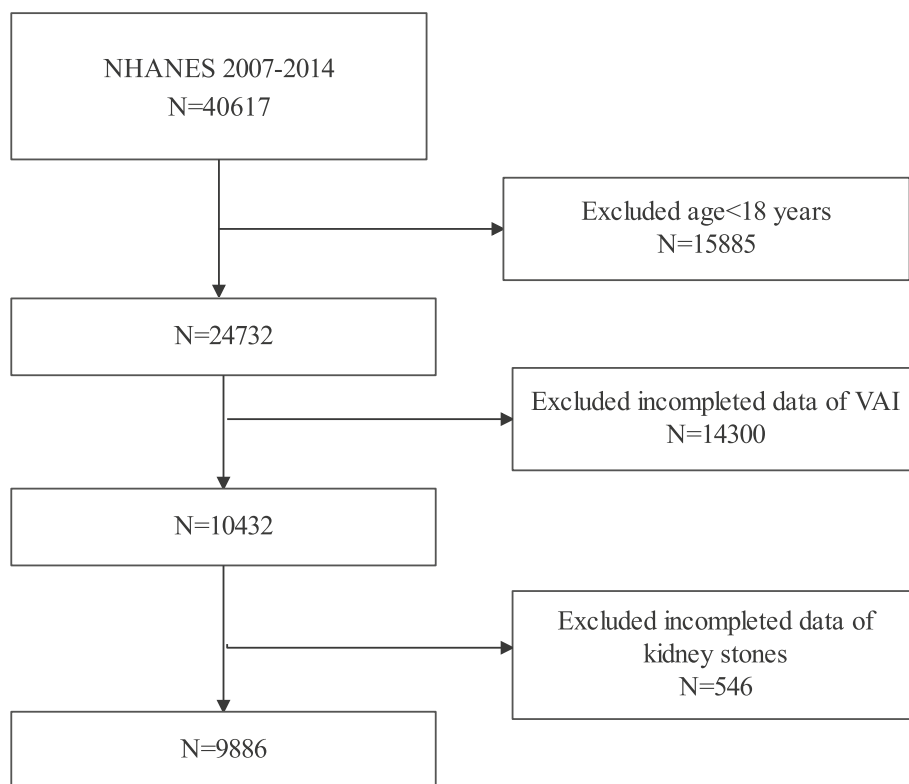 NHANES 2007-2014
N=40617
Excluded age<18 years
N=15885
N=24732
Excluded incompleted data of VAI
N=14300
N=10432
Excluded incompleted data of
kidney stones
N=546
N=9886